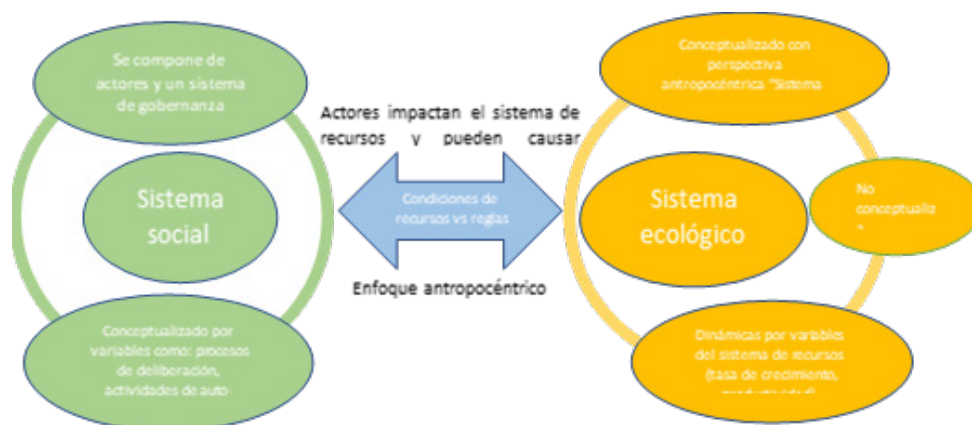 Se compone de
actores y un sistema
de gobernanza
Sistema
social
Conceptualizado por
variables como: procesos
de deliberación,
actividades de auto-
Actores impactan el sistema de
recursos y pueden causar
Condiciones de
recursos vs reglas
Enfoque antropocéntrico
Conceptualizado con
perspectiva
antropocéntrica "Sistema
Sistema
ecológico
No
conceptualiz
Dinámicas por variables
del sistema de recursos
(tasa de crecimiento,